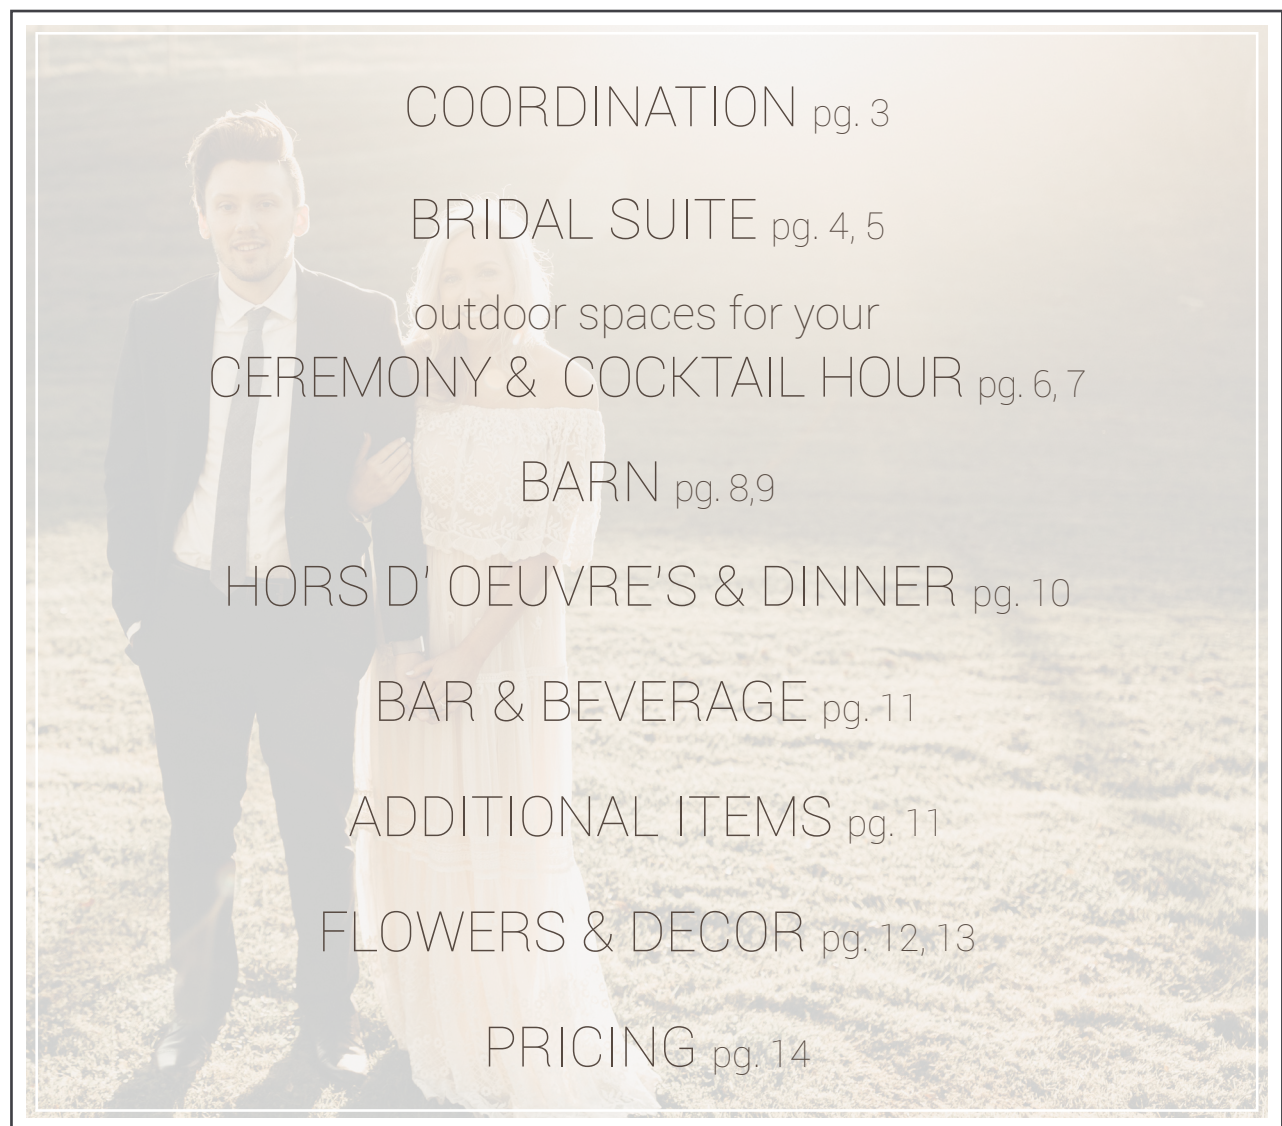 COORDINATION pg. 3
BRIDAL SUITE pg. 4, 5
outdoor spaces for your
CEREMONY & COCKTAIL HOUR pg. 6, 7
BARN pg. 8,9
HORS D' OEUVRE'S & DINNER pg. 10
BAR & BEVERAGE pg. 11
ADDITIONAL ITEMS pg. 11
FLOWERS & DECOR pg. 12, 13
PRICING pg. 14